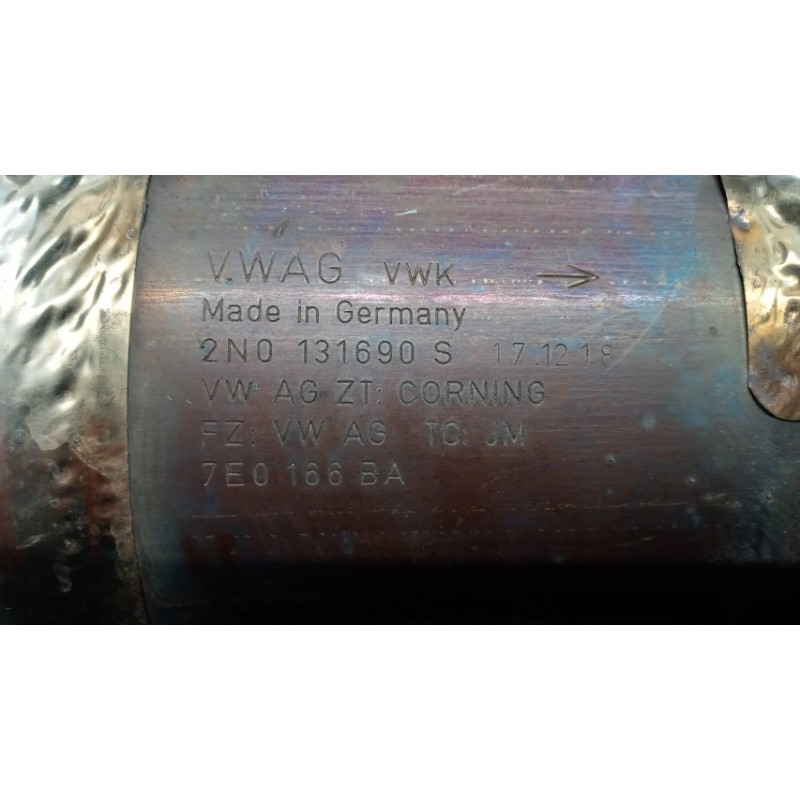 V.WAG VWK →
Made in Germany
2N0 131690 S 17.12 18
VW AG ZT: CORNING
FZ: VW AG TC: JM
7E0 166 BA